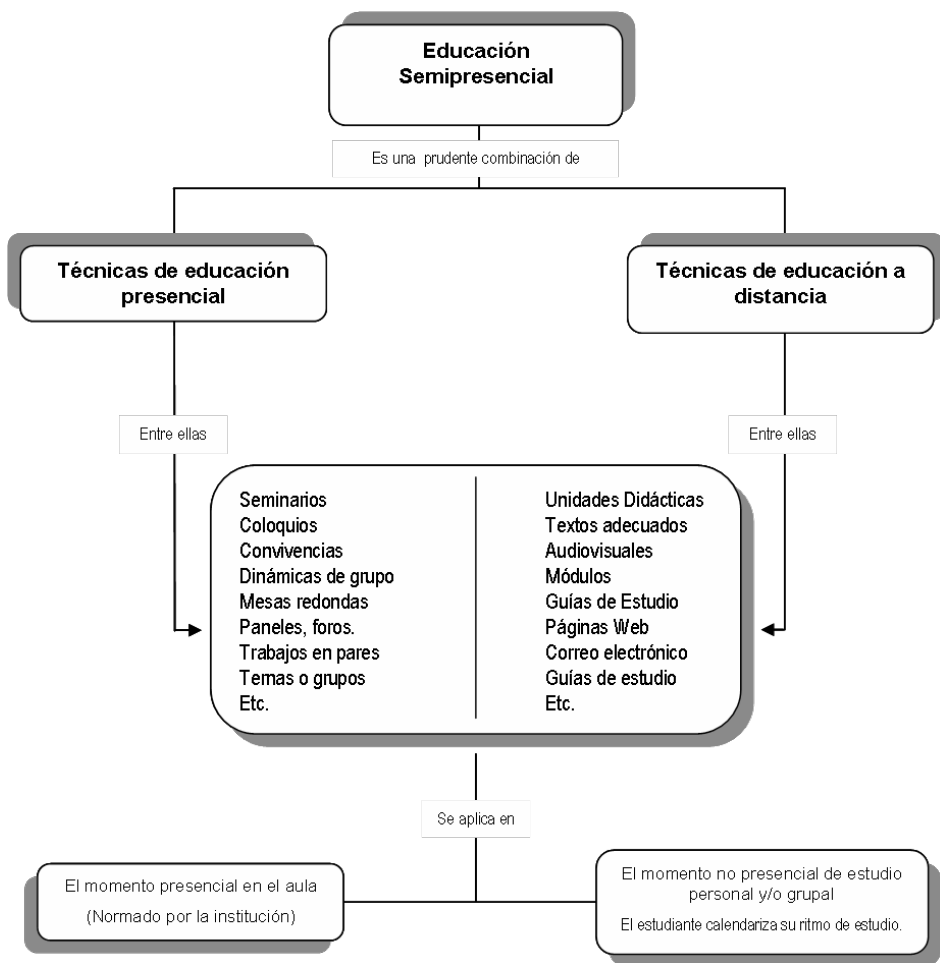 Educación
Semipresencial
Es una prudente combinación de
Técnicas de educación
presencial
Técnicas de educación a
distancia
Entre ellas
Entre ellas
Seminarios
Coloquios
Convivencias
Dinámicas de grupo
Mesas redondas
Paneles, foros.
Trabajos en pares
Temas o grupos
Etc.
Unidades Didácticas
Textos adecuados
Audiovisuales
Módulos
Guías de Estudio
Páginas Web
Correo electrónico
Guías de estudio
Etc.
Se aplica en
El momento presencial en el aula
(Normado por la institución)
El momento no presencial de estudio
personal y/o grupal
El estudiante calendariza su ritmo de estudio.